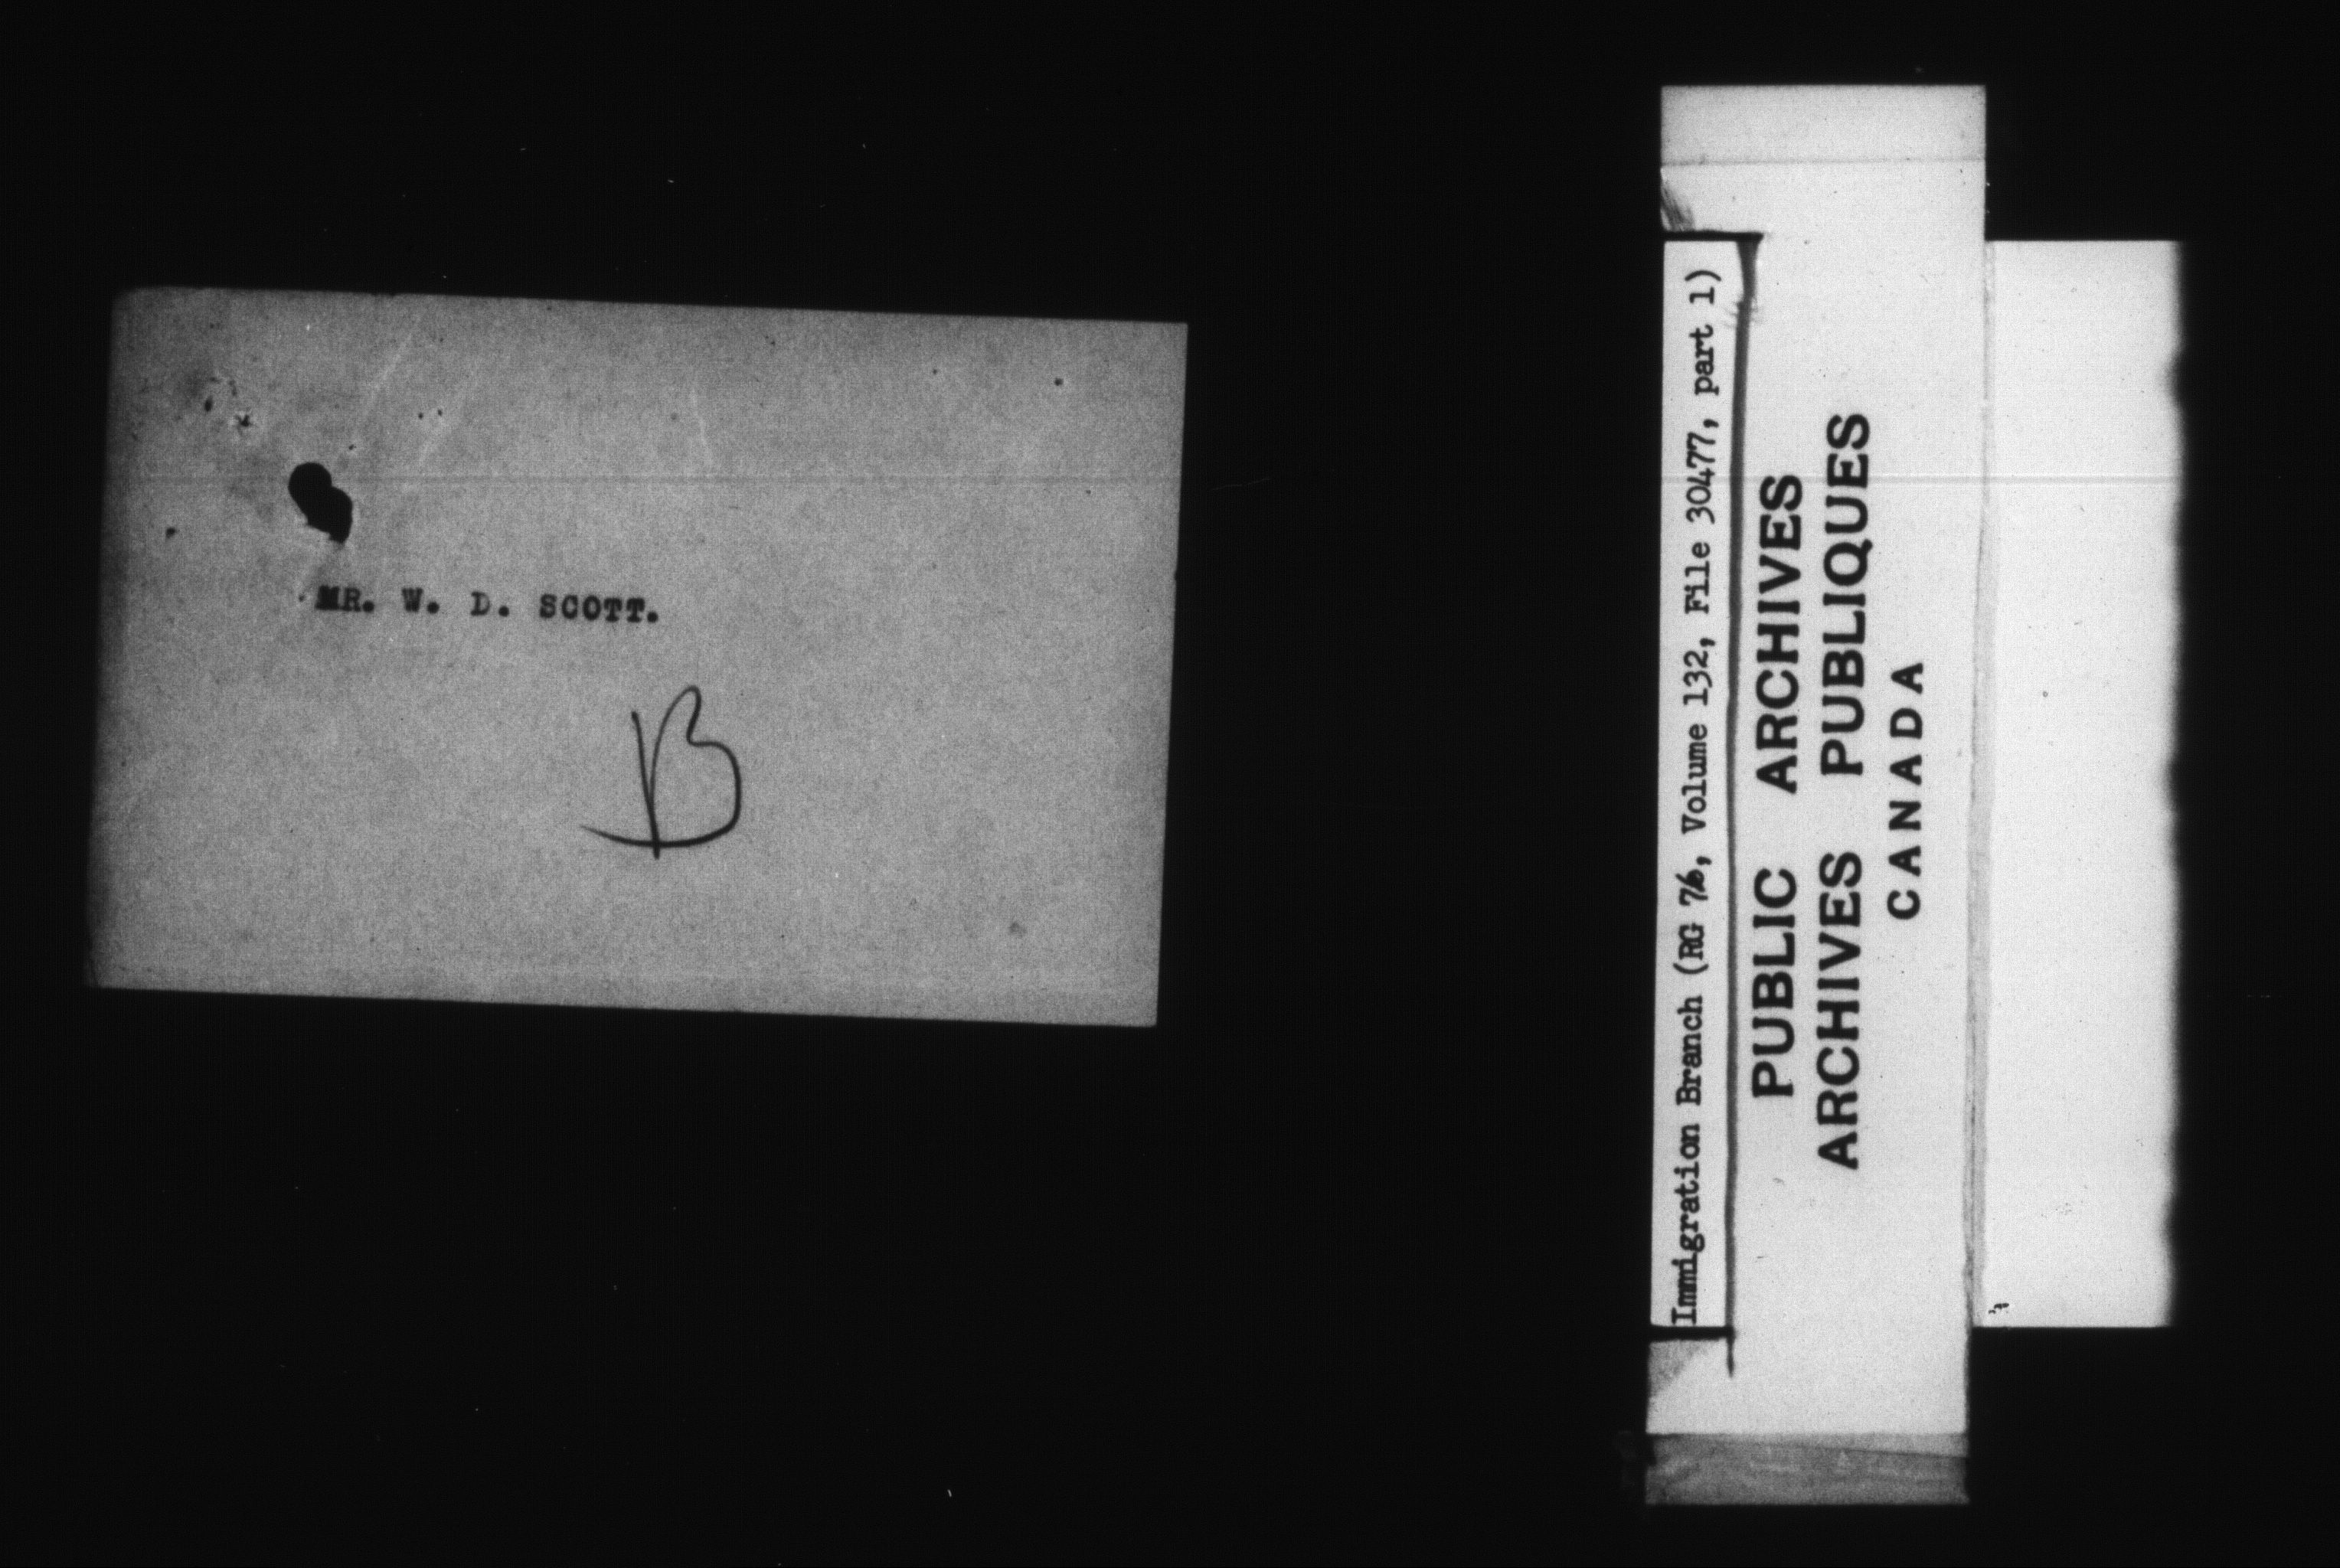 MR. W. D. SCOTT.
B
Immigration Branch (RG 76, Volume 132, File 30477, part 1)
PUBLIC ARCHIVES
ARCHIVES PUBLIQUES
CANADA